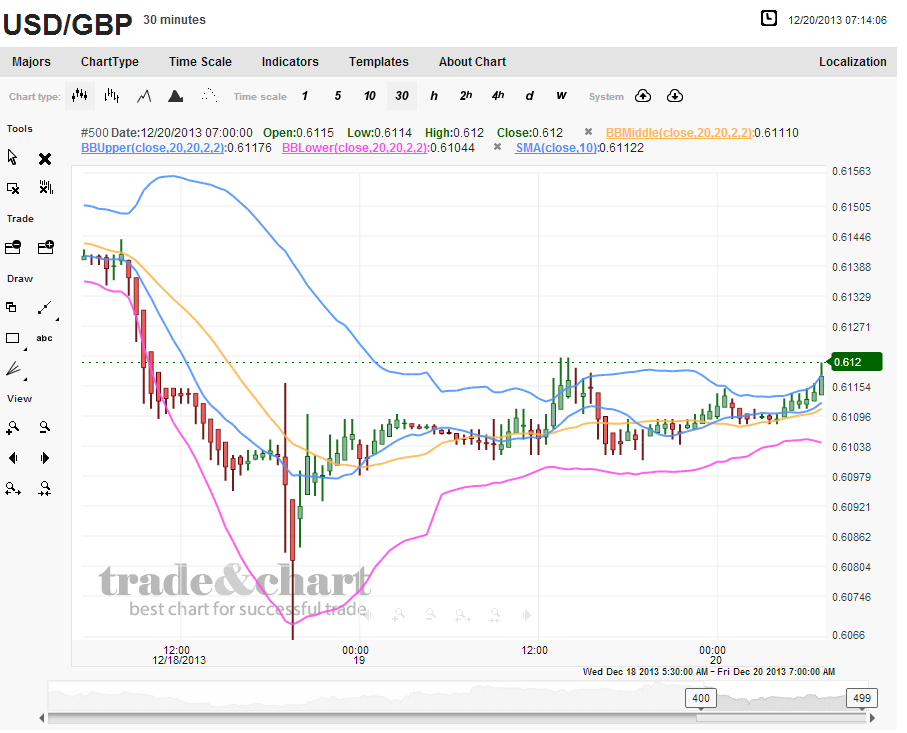 USD/GBP 30 minutes 12/20/2013 07:14:06
Majors ChartType Time Scale Indicators Templates About Chart Localization
Chart type: Time scale 1 5 10 30 h 2h 4h d w System
Tools
#500 Date:12/20/2013 07:00:00 Open:0.6115 Low:0.6114 High:0.612 Close:0.612 BBMiddle(close,20,20,2,2):0.61110
BBUpper(close,20,20,2,2):0.61176 BBLower(close,20,20,2,2):0.61044 SMA(close,10):0.61122
0.61563
0.61505
Trade
0.61446
0.61388
Draw
0.61329
0.61271
abc
0.612
0.61154
View
0.61096
0.61038
0.60979
0.60921
0.60862
0.60804
trade&chart
best chart for successful trade
0.60746
0.6066
12:00 00:00 12:00 00:00
12/18/2013 19 20
Wed Dec 18 2013 5:30:00 AM - Fri Dec 20 2013 7:00:00 AM
400 499